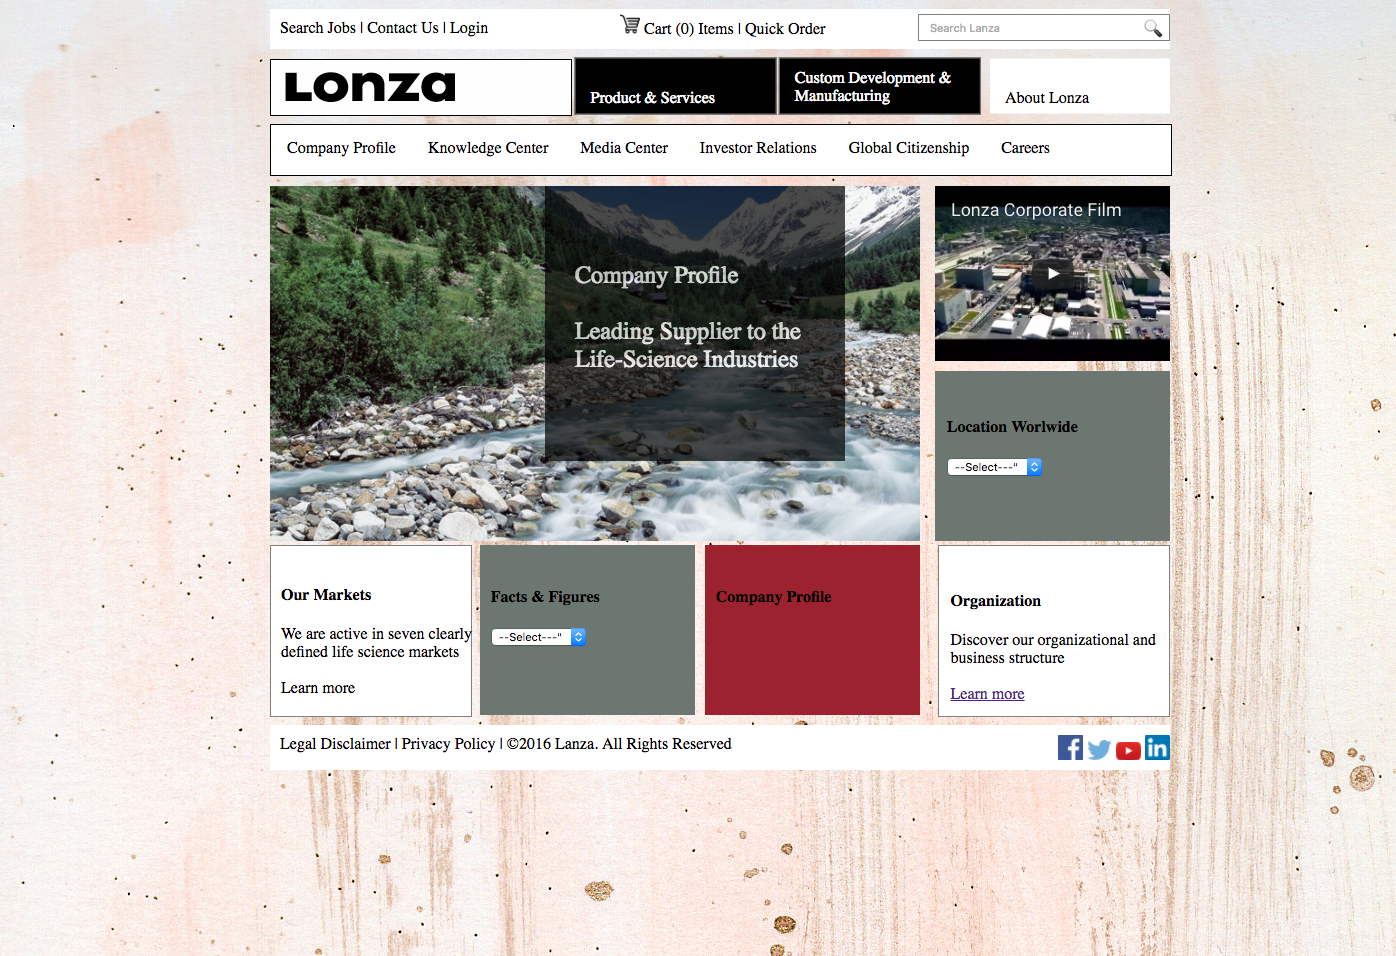 Search Jobs | Contact Us | Login
Cart (0) Items | Quick Order
Search Lanza
Lonza
Product & Services
Custom Development &
Manufacturing
About Lonza
Company Profile
Knowledge Center
Media Center
Investor Relations
Global Citizenship
Careers
Company Profile
Leading Supplier to the
Life-Science Industries
Lonza Corporate Film
Location Worlwide
--Select---"
Our Markets
We are active in seven clearly
defined life science markets
Learn more
Facts & Figures
--Select---"
Company Profile
Organization
Discover our organizational and
business structure
Learn more
Legal Disclaimer | Privacy Policy | ©2016 Lanza. All Rights Reserved